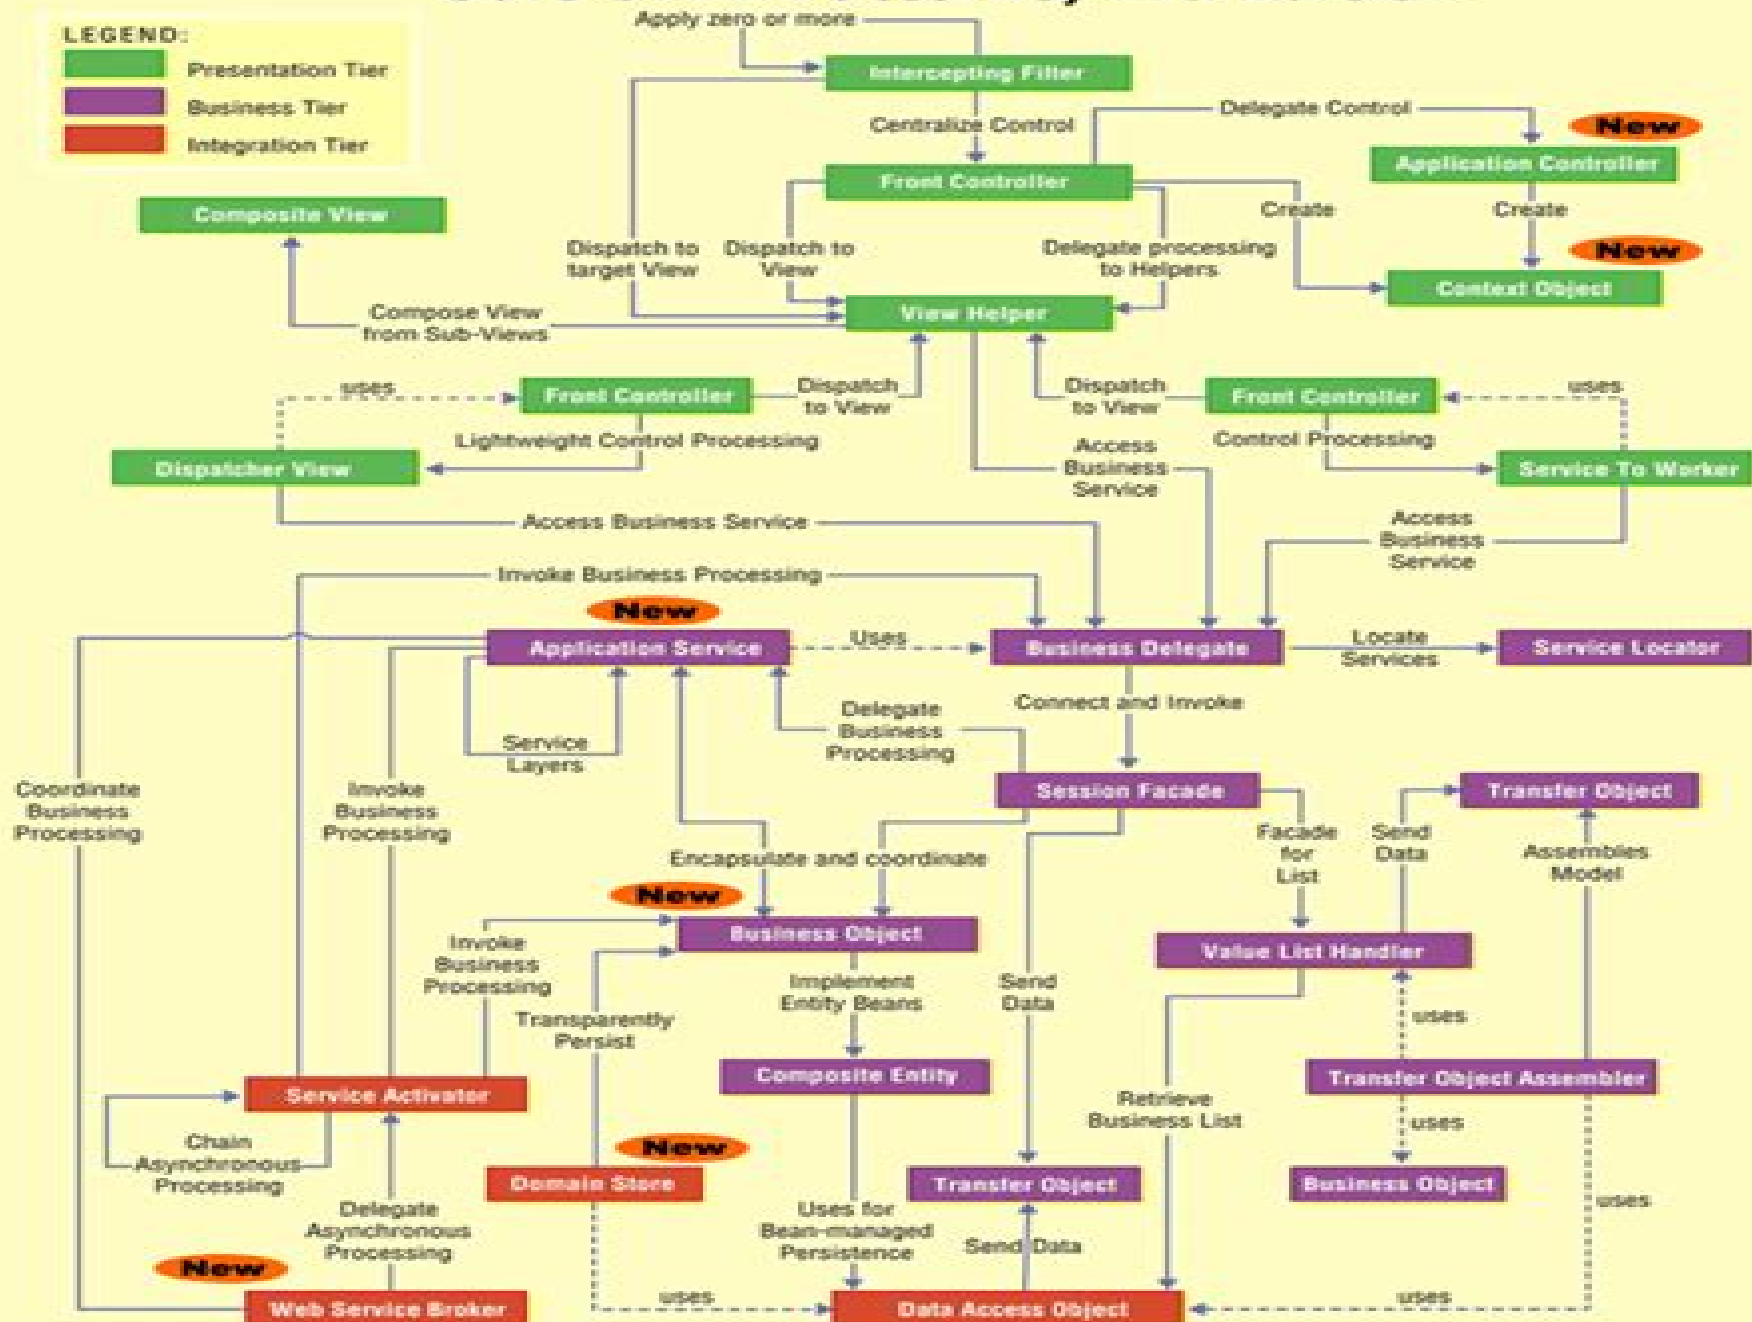 Apply zero or more
LEGEND:
Presentation Tier
Business Tier
Integration Tier
Intercepting Filter
Delegate Control
Centralize Control
New
Application Controller
Front Controller
Composite View
Create
Create
Dispatch to
target View
Dispatch to
View
Delegate processing
to Helpers
New
Context Object
View Helper
Compose View
from Sub-Views
uses
Front Controller
Dispatch
to View
Dispatch
to View
Front Controller
uses
Lightweight Control Processing
Control Processing
Access
Business
Service
Dispatcher View
Service To Worker
Access Business Service
Access
Business
Service
Invoke Business Processing
New
Application Service
Uses
Business Delegate
Locate
Services
Service Locator
Connect and Invoke
Delegate
Business
Processing
Service
Layers
Coordinate
Business
Processing
Invoke
Business
Processing
Session Facade
Transfer Object
Facade
for
List
Send
Data
Assembles
Model
Encapsulate and coordinate
New
Business Object
Invoke
Business
Processing
Value List Handler
Implement
Entity Beans
Send
Data
Transparently
Persist
uses
Composite Entity
Transfer Object Assembler
Service Activator
Retrieve
Business List
uses
Chain
Asynchronous
Processing
New
Domain Store
Transfer Object
Business Object
uses
Delegate
Asynchronous
Processing
Uses for
Bean-managed
Persistence
Send Data
New
Web Service Broker
uses
Data Access Object
uses